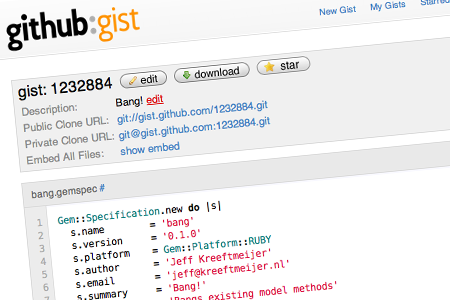 github:gist
New Gist My Gists Starred
gist: 1232884 edit download star
Description: Bang! edit
Public Clone URL: git://gist.github.com/1232884.git
Private Clone URL: git@gist.github.com:1232884.git
Embed All Files: show embed
bang.gemspec #
1 Gem::Specification.new do |s|
2 s.name = 'bang'
3 s.version = '0.1.0'
4 s.platform = Gem::Platform::RUBY
5 s.author = 'Jeff Kreeftmeijer'
6 s.email = 'jeff@kreeftmeijer.nl'
7 s.summary = 'Bang!'
'Bangs existing model methods'